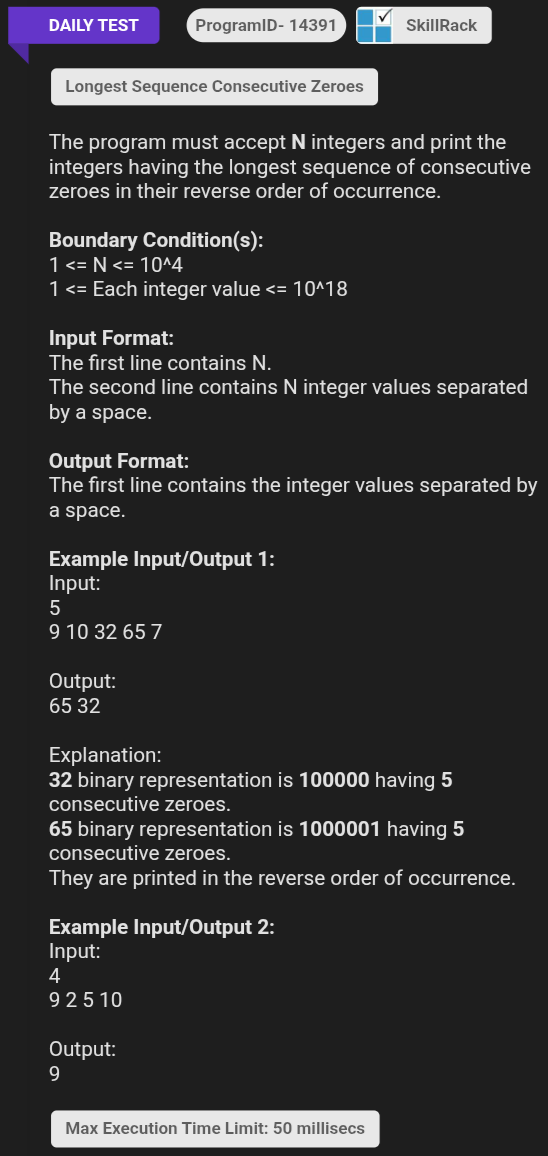 DAILY TEST
ProgramID- 14391
SkillRack
Longest Sequence Consecutive Zeroes
The program must accept N integers and print the
integers having the longest sequence of consecutive
zeroes in their reverse order of occurrence.
Boundary Condition(s):
1 <= N <= 10^4
1 <= Each integer value <= 10^18
Input Format:
The first line contains N.
The second line contains N integer values separated
by a space.
Output Format:
The first line contains the integer values separated by
a space.
Example Input/Output 1:
Input:
5
9 10 32 65 7
Output:
65 32
Explanation:
32 binary representation is 100000 having 5
consecutive zeroes.
65 binary representation is 1000001 having 5
consecutive zeroes.
They are printed in the reverse order of occurrence.
Example Input/Output 2:
Input:
4
9 2 5 10
Output:
9
Max Execution Time Limit: 50 millisecs